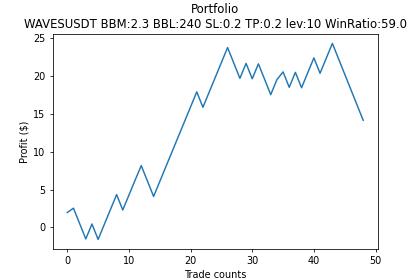 Portfolio
WAVESUSDT BBM:2.3 BBL:240 SL:0.2 TP:0.2 lev:10 WinRatio:59.0
25
20
15
10
5
0
Profit ($)
0 10 20 30 40 50
Trade counts